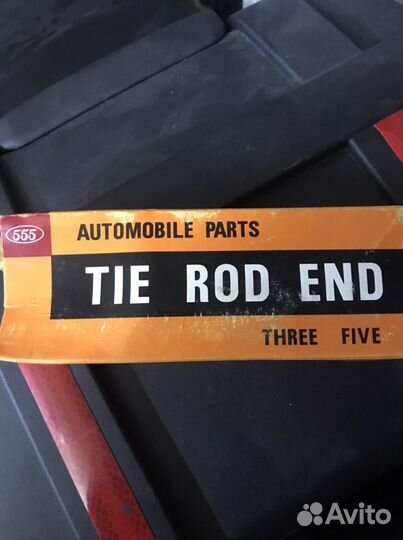 555
AUTOMOBILE PARTS
TIE ROD END
THREE FIVE
Avito